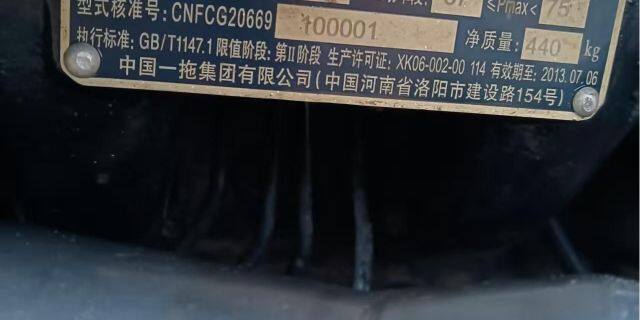 ≤Pmax< 75
型式核准号: CNFCG20669 100001 净质量: 440 kg
执行标准: GB/T1147.1 限值阶段: 第II阶段 生产许可证: XK06-002-00 114 有效期至: 2013.07.06
中国一拖集团有限公司(中国河南省洛阳市建设路154号)